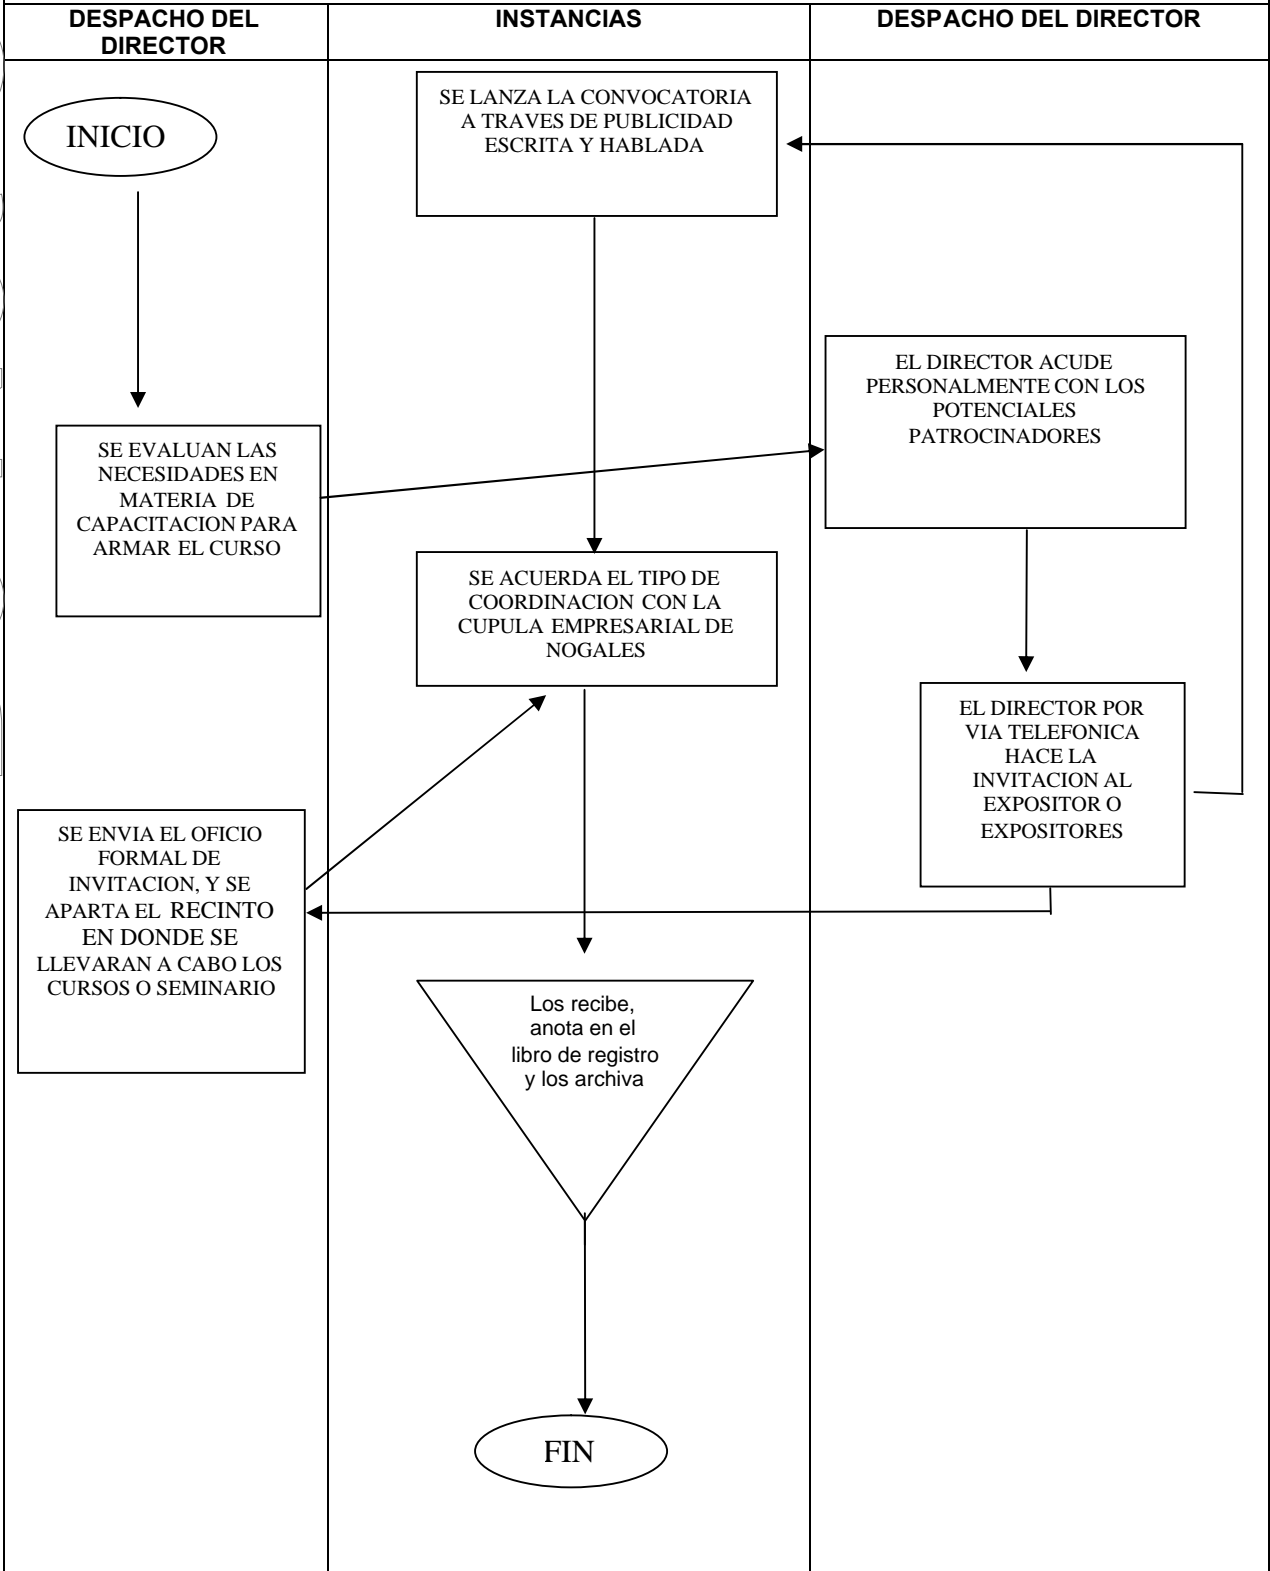 DESPACHO DEL
DIRECTOR
INSTANCIAS
DESPACHO DEL DIRECTOR
INICIO
SE LANZA LA CONVOCATORIA
A TRAVES DE PUBLICIDAD
ESCRITA Y HABLADA
EL DIRECTOR ACUDE
PERSONALMENTE CON LOS
POTENCIALES
PATROCINADORES
SE EVALUAN LAS
NECESIDADES EN
MATERIA DE
CAPACITACION PARA
ARMAR EL CURSO
SE ACUERDA EL TIPO DE
COORDINACION CON LA
CUPULA EMPRESARIAL DE
NOGALES
EL DIRECTOR POR
VIA TELEFONICA
HACE LA
INVITACION AL
EXPOSITOR O
EXPOSITORES
SE ENVIA EL OFICIO
FORMAL DE
INVITACION, Y SE
APARTA EL RECINTO
EN DONDE SE
LLEVARAN A CABO LOS
CURSOS O SEMINARIO
Los recibe,
anota en el
libro de registro
y los archiva
FIN